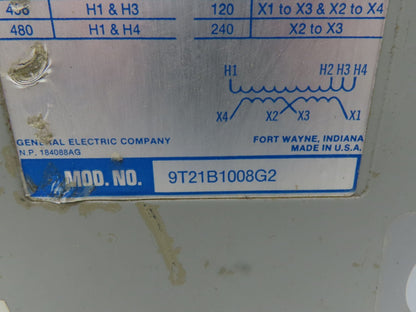 H1 & H3 120 X1 to X3 & X2 to X4
480 H1 & H4 240 X2 to X3
H1 H2 H3 H4
X4 X2 X3 X1
GENERAL ELECTRIC COMPANY FORT WAYNE, INDIANA
N.P. 184088AG MADE IN U.S.A.
MOD. NO. 9T21B1008G2